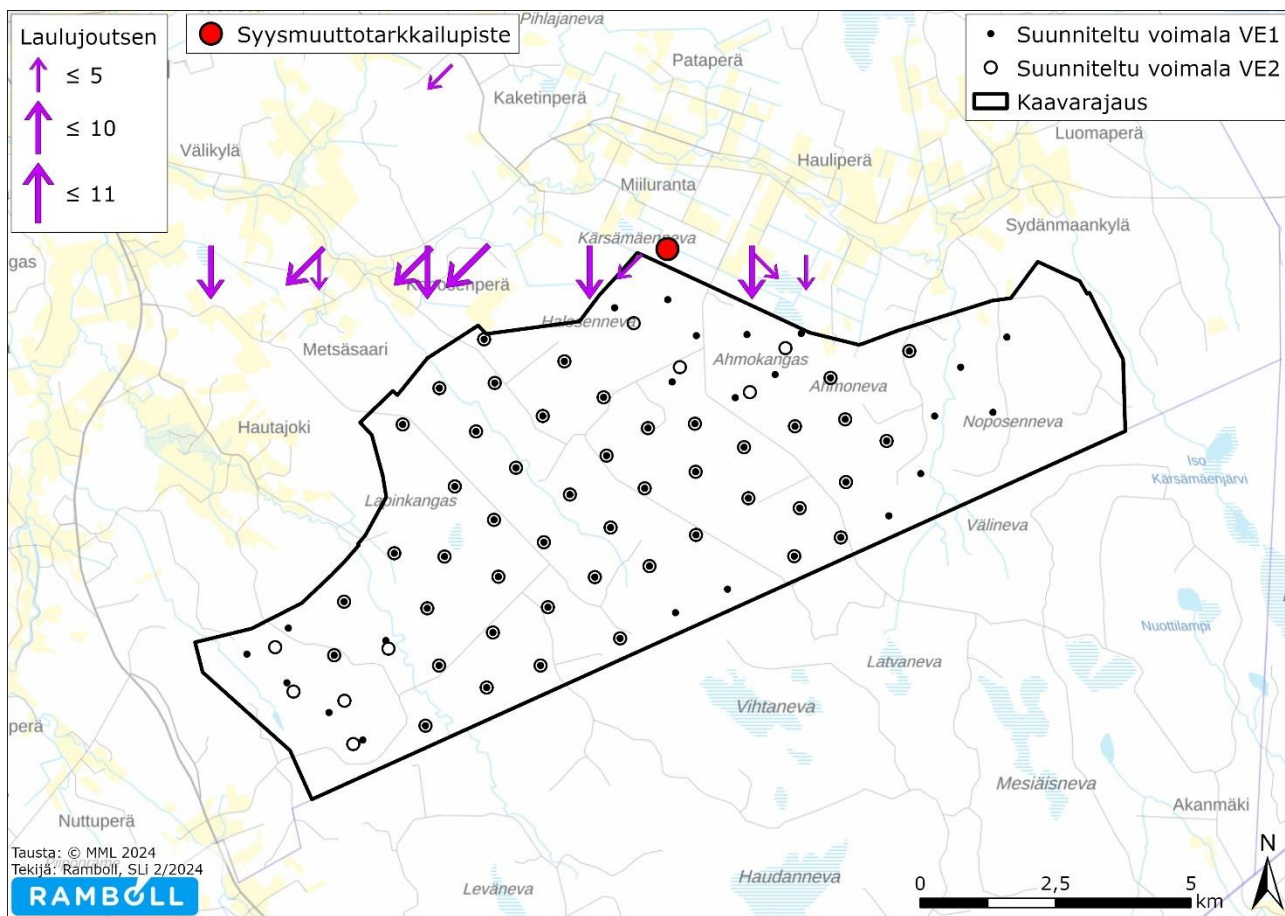 Laulujoutsen
≤ 5
≤ 10
≤ 11
Syysmuuttotarkkailupiste
Suunniteltu voimala VE1
Suunniteltu voimala VE2
Kaavarajaus
Pihlajaneva
Pataperä
Kaketinperä
Luomaperä
Välikylä
Hauliperä
Miiluranta
Sydänmaankylä
Kärsämäenneva
gas
Halosenneva
Metsäsaari
Ahmokangas
Ahmoneva
Hautajoki
Noposenneva
Iso
Kärsämäenjärvi
Lapinkangas
Välineva
Nuottilampi
Latvaneva
Vihtaneva
perä
Mesiäisneva
Akanmäki
Nuttuperä
Tausta: © MML 2024
Tekijä: Ramboll, SLi 2/2024
RAMBOLL
Leväneva
Haudanneva
0 2,5 5
km
N